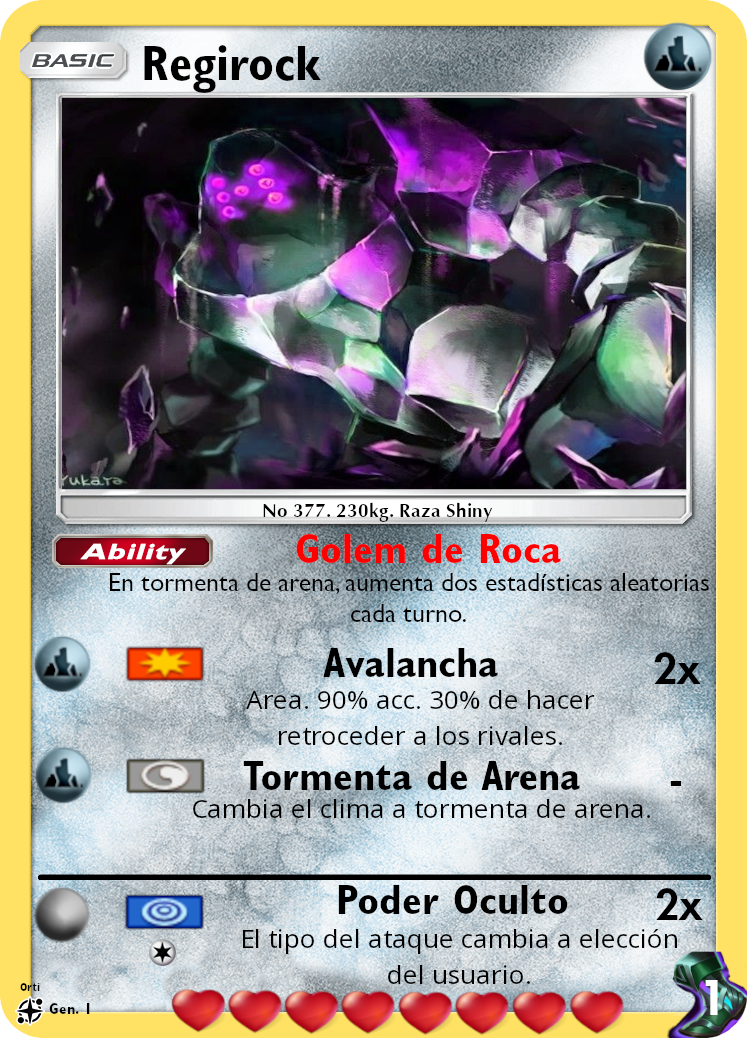 BASIC Regirock
Yukara
No 377. 230kg. Raza Shiny
Ability Golem de Roca
En tormenta de arena, aumenta dos estadísticas aleatorias
cada turno.
Avalancha 2x
Area. 90% acc. 30% de hacer
retroceder a los rivales.
Tormenta de Arena -
Cambia el clima a tormenta de arena.
Poder Oculto 2x
El tipo del ataque cambia a elección
del usuario.
Orti
Gen. I
1